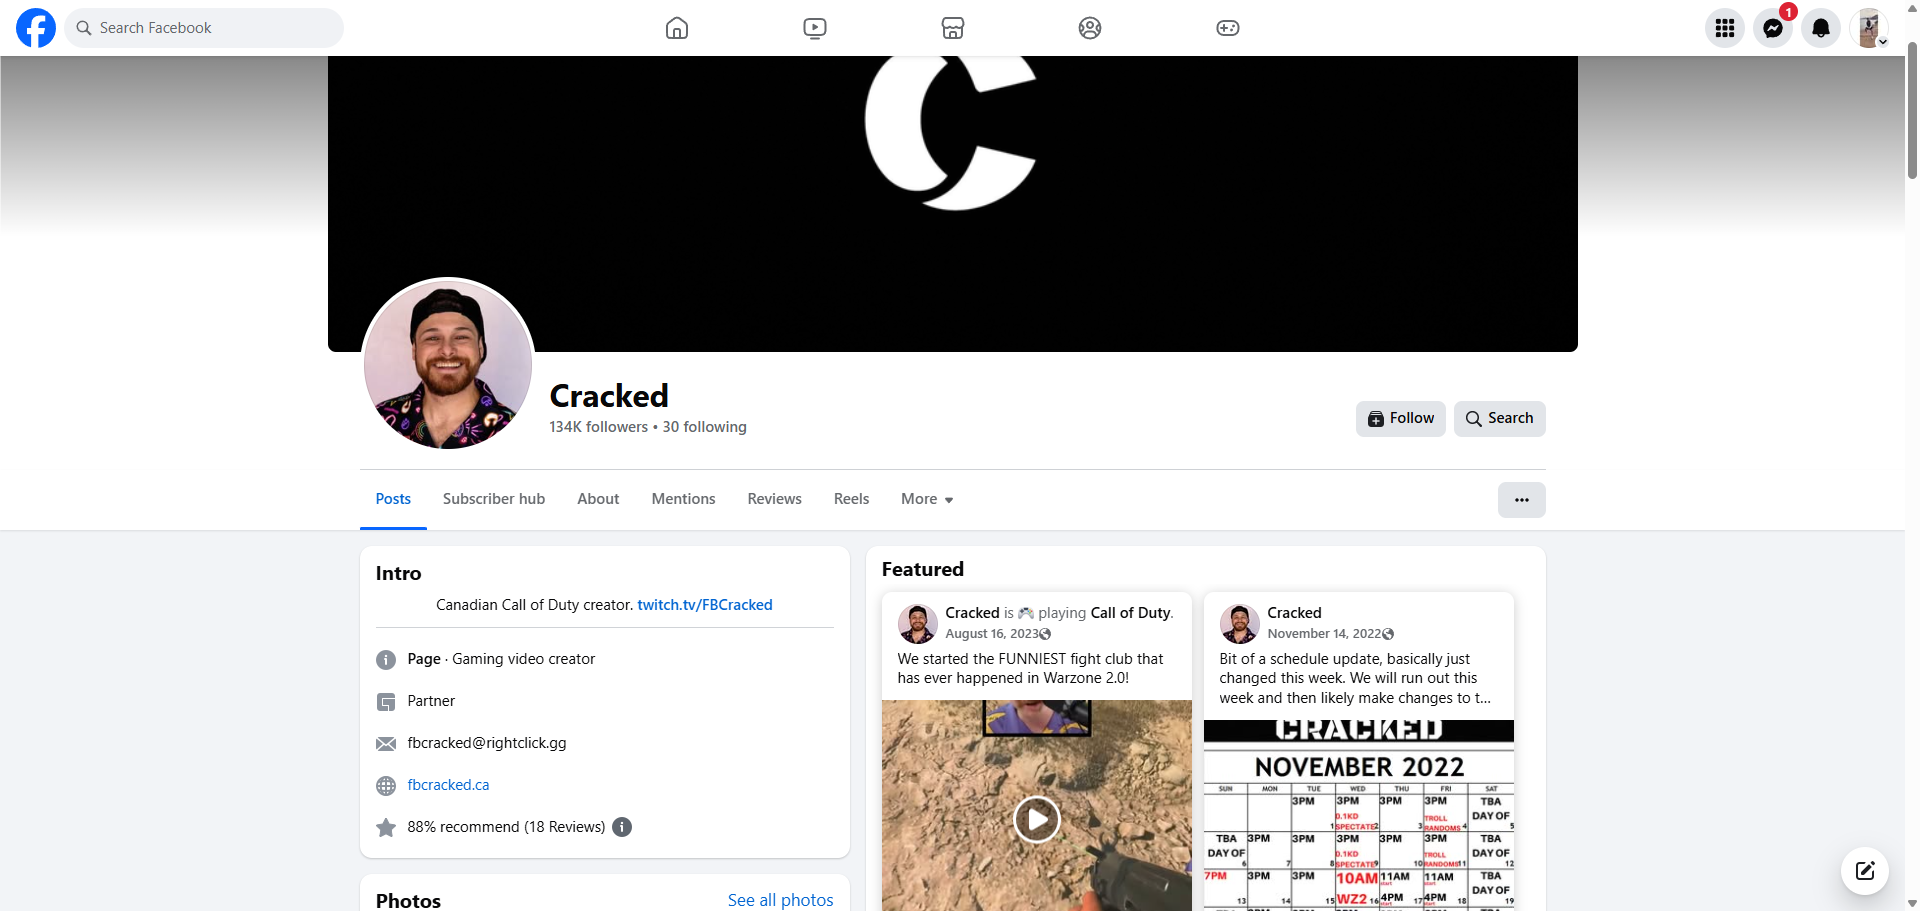 Search Facebook
1
C
Cracked
134K followers • 30 following
Follow
Search
Posts
Subscriber hub
About
Mentions
Reviews
Reels
More
Intro
Canadian Call of Duty creator. twitch.tv/FBCracked
Page · Gaming video creator
Partner
fbcracked@rightclick.gg
fbcracked.ca
88% recommend (18 Reviews)
Photos
See all photos
Featured
Cracked is 🎮 playing Call of Duty.
August 16, 2023
We started the FUNNIEST fight club that
has ever happened in Warzone 2.0!
Cracked
November 14, 2022
Bit of a schedule update, basically just
changed this week. We will run out this
week and then likely make changes to t...
CRACKED
NOVEMBER 2022
SUN MON TUE WED THU FRI SAT
3PM 3PM 3PM 3PM TBA
0.1KD TROLL DAY OF
1 SPECTATE 2 3 RANDOMS 4 5
TBA 3PM 3PM 3PM 3PM 3PM TBA
DAY OF 0.1KD TROLL DAY OF
6 7 8 SPECTATE 9 10 RANDOMS 11 12
7PM 3PM 3PM 10AM 11AM 11AM TBA
start start DAY OF
WZ2 4PM 4PM
13 14 15 16 start 17 start 18 19